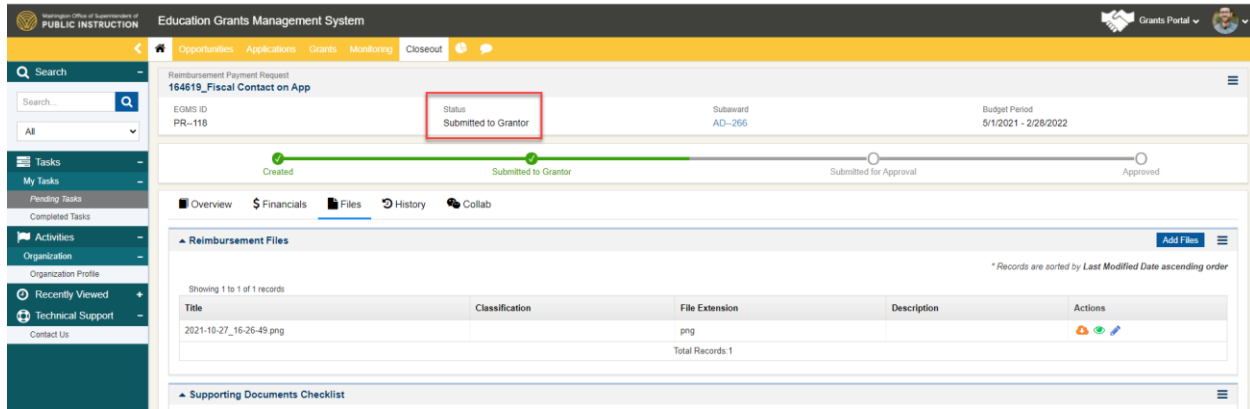 Washington Office of Superintendent of
PUBLIC INSTRUCTION
Education Grants Management System
Grants Portal
Opportunities Applications Grants Monitoring Closeout
Search
Search...
All
Tasks
My Tasks
Pending Tasks
Completed Tasks
Activities
Organization
Organization Profile
Recently Viewed
Technical Support
Contact Us
Reimbursement Payment Request
164619_Fiscal Contact on App
EGMS ID Status Subaward Budget Period
PR--118 Submitted to Grantor AD--266 5/1/2021 - 2/28/2022
Created Submitted to Grantor Submitted for Approval Approved
Overview $ Financials Files History Collab
Reimbursement Files Add Files
* Records are sorted by Last Modified Date ascending order
Showing 1 to 1 of 1 records
Title Classification File Extension Description Actions
2021-10-27_16-26-49.png png
Total Records:1
Supporting Documents Checklist